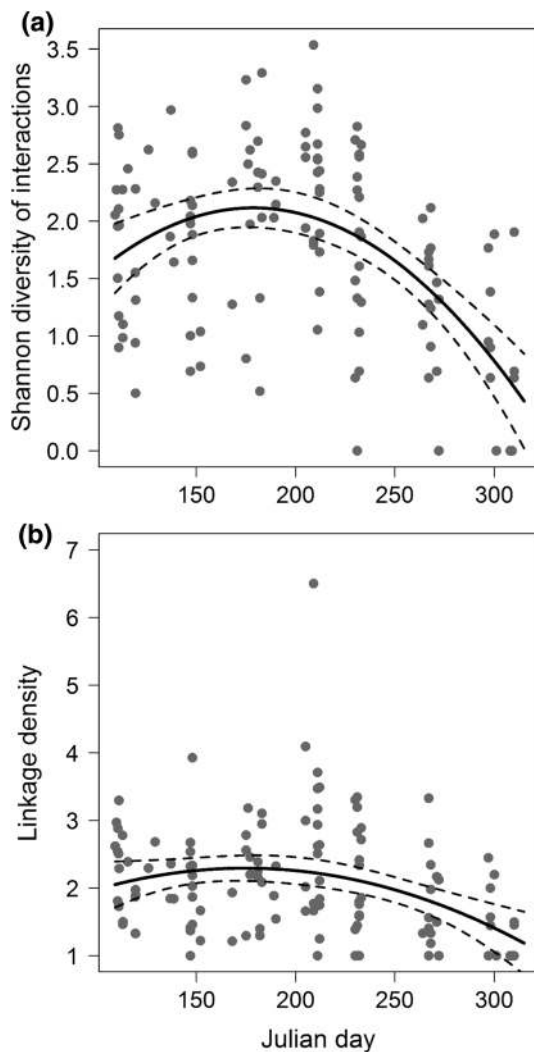 (a)
Shannon diversity of interactions
3.5
3.0
2.5
2.0
1.5
1.0
0.5
0.0
150 200 250 300
(b)
Linkage density
7
6
5
4
3
2
1
150 200 250 300
Julian day